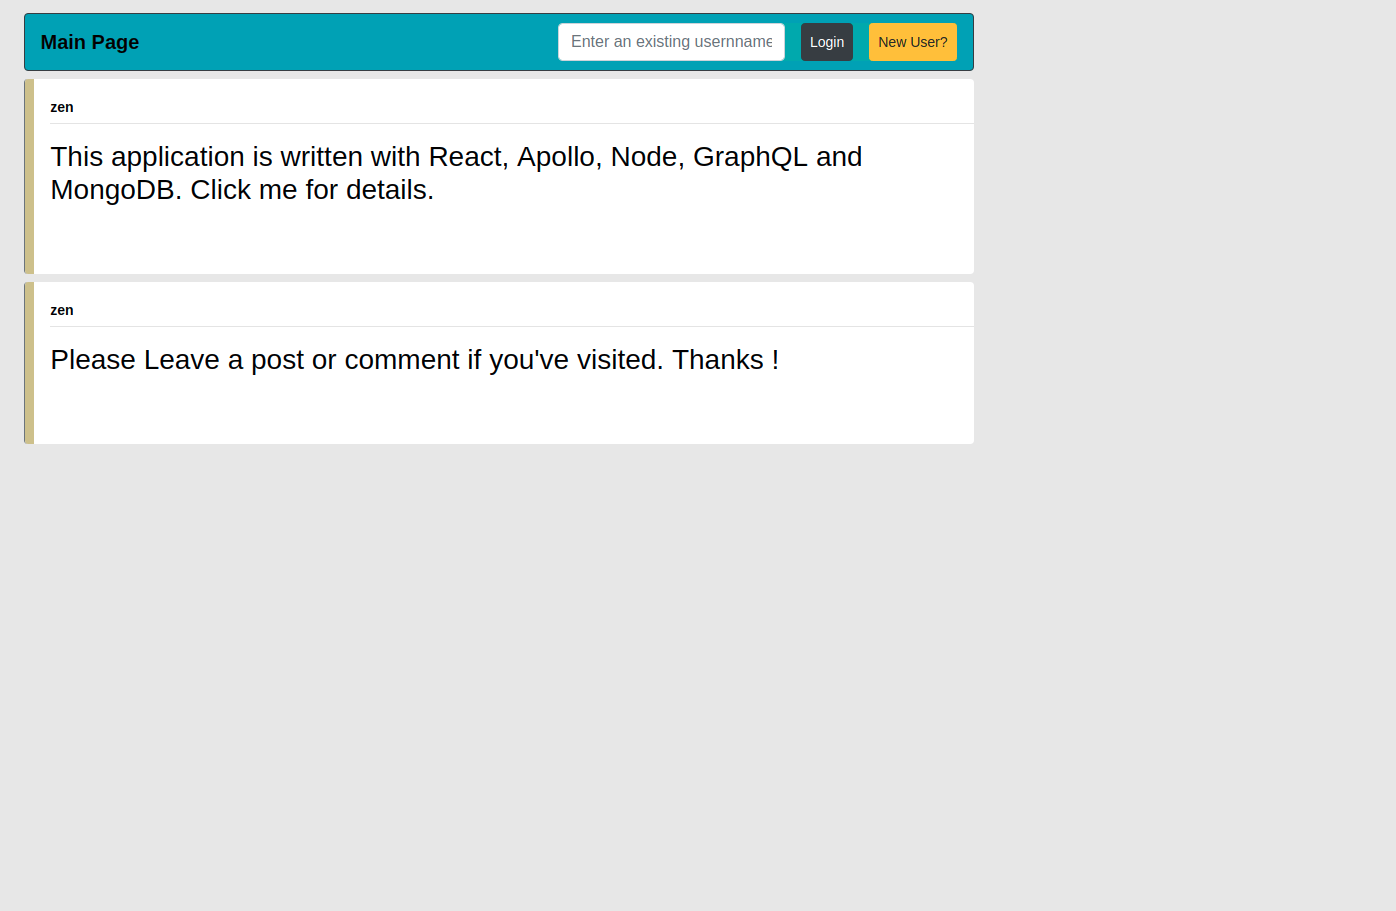 Main Page
Enter an existing usernname
Login
New User?
zen
This application is written with React, Apollo, Node, GraphQL and
MongoDB. Click me for details.
zen
Please Leave a post or comment if you've visited. Thanks !